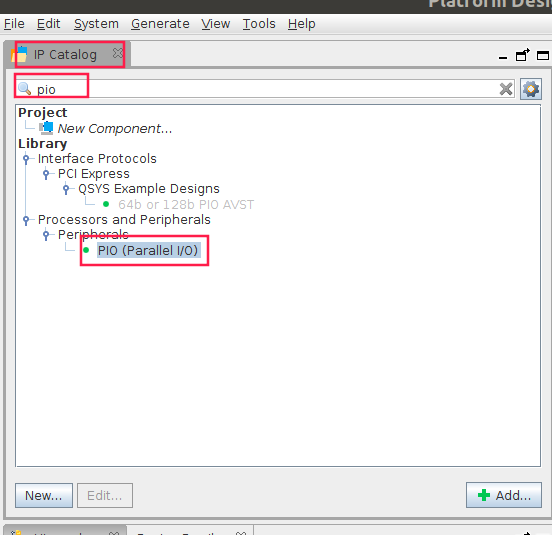 Platform Desi
File Edit System Generate View Tools Help
IP Catalog
pio
Project
New Component...
Library
Interface Protocols
PCI Express
QSYS Example Designs
64b or 128b PIO AVST
Processors and Peripherals
Peripherals
PIO (Parallel I/O)
New... Edit... Add...